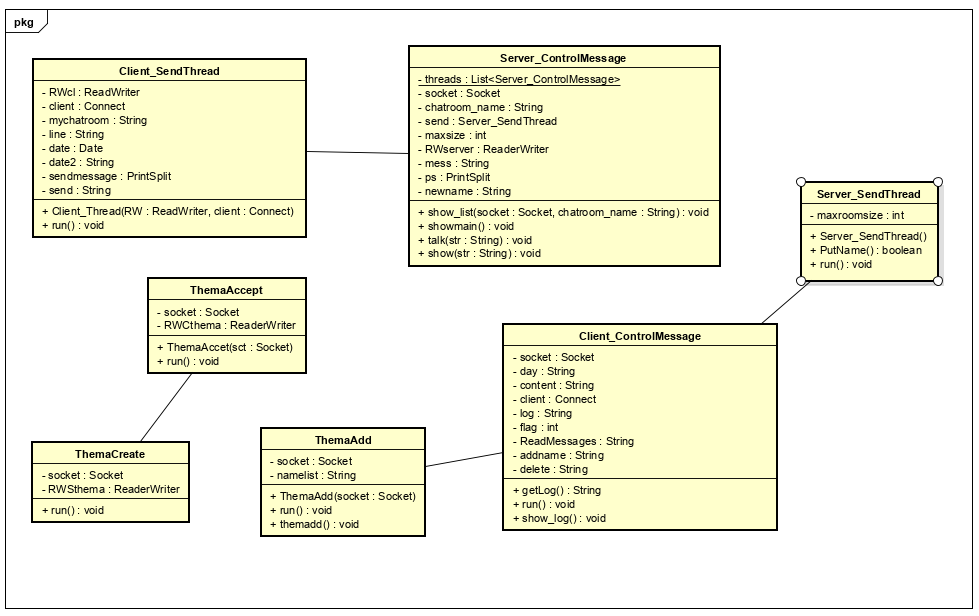 pkg
Client_SendThread
- RWcl : ReadWriter
- client : Connect
- mychatroom : String
- line : String
- date : Date
- date2 : String
- sendmessage : PrintSplit
- send : String
+ Client_Thread(RW : ReadWriter, client : Connect)
+ run() : void
Server_ControlMessage
- threads : List<Server_ControlMessage>
- socket : Socket
- chatroom_name : String
- send : Server_SendThread
- maxsize : int
- RWserver : ReaderWriter
- mess : String
- ps : PrintSplit
- newname : String
+ show_list(socket : Socket, chatroom_name : String) : void
+ showmain() : void
+ talk(str : String) : void
+ show(str : String) : void
Server_SendThread
- maxroomsize : int
+ Server_SendThread()
+ PutName() : boolean
+ run() : void
ThemaAccept
- socket : Socket
- RWCthema : ReaderWriter
+ ThemaAccet(sct : Socket)
+ run() : void
Client_ControlMessage
- socket : Socket
- day : String
- content : String
- client : Connect
- log : String
- flag : int
- ReadMessages : String
- addname : String
- delete : String
+ getLog() : String
+ run() : void
+ show_log() : void
ThemaCreate
- socket : Socket
- RWSthema : ReaderWriter
+ run() : void
ThemaAdd
- socket : Socket
- namelist : String
+ ThemaAdd(socket : Socket)
+ run() : void
+ themadd() : void